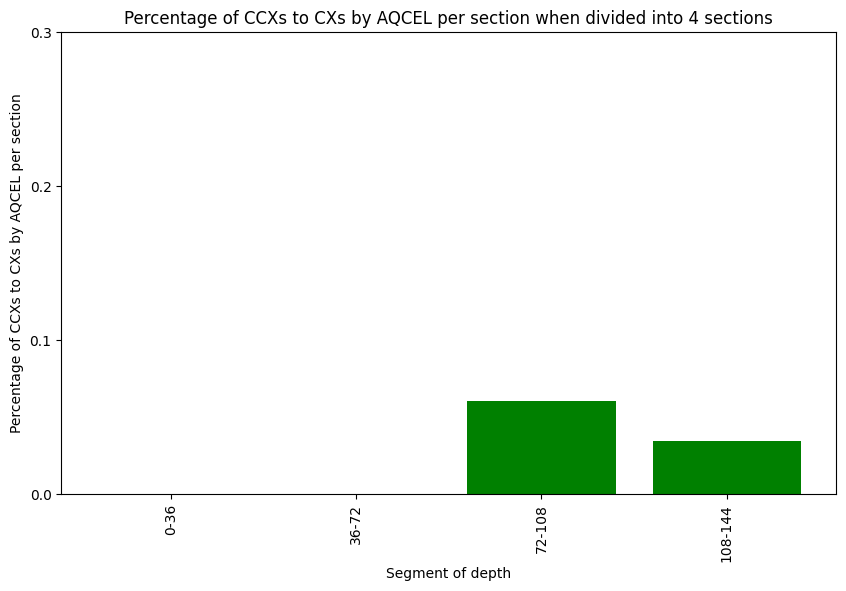 Percentage of CCXs to CXs by AQCEL per section when divided into 4 sections
Percentage of CCXs to CXs by AQCEL per section
0.3
0.2
0.1
0.0
0-36
36-72
72-108
108-144
Segment of depth